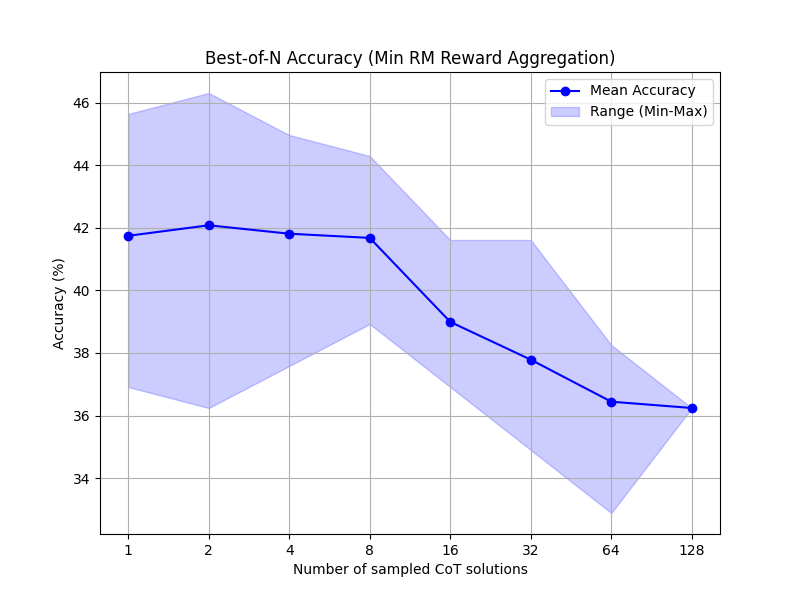 Best-of-N Accuracy (Min RM Reward Aggregation)
Mean Accuracy
Range (Min-Max)
Accuracy (%)
46
44
42
40
38
36
34
1 2 4 8 16 32 64 128
Number of sampled CoT solutions